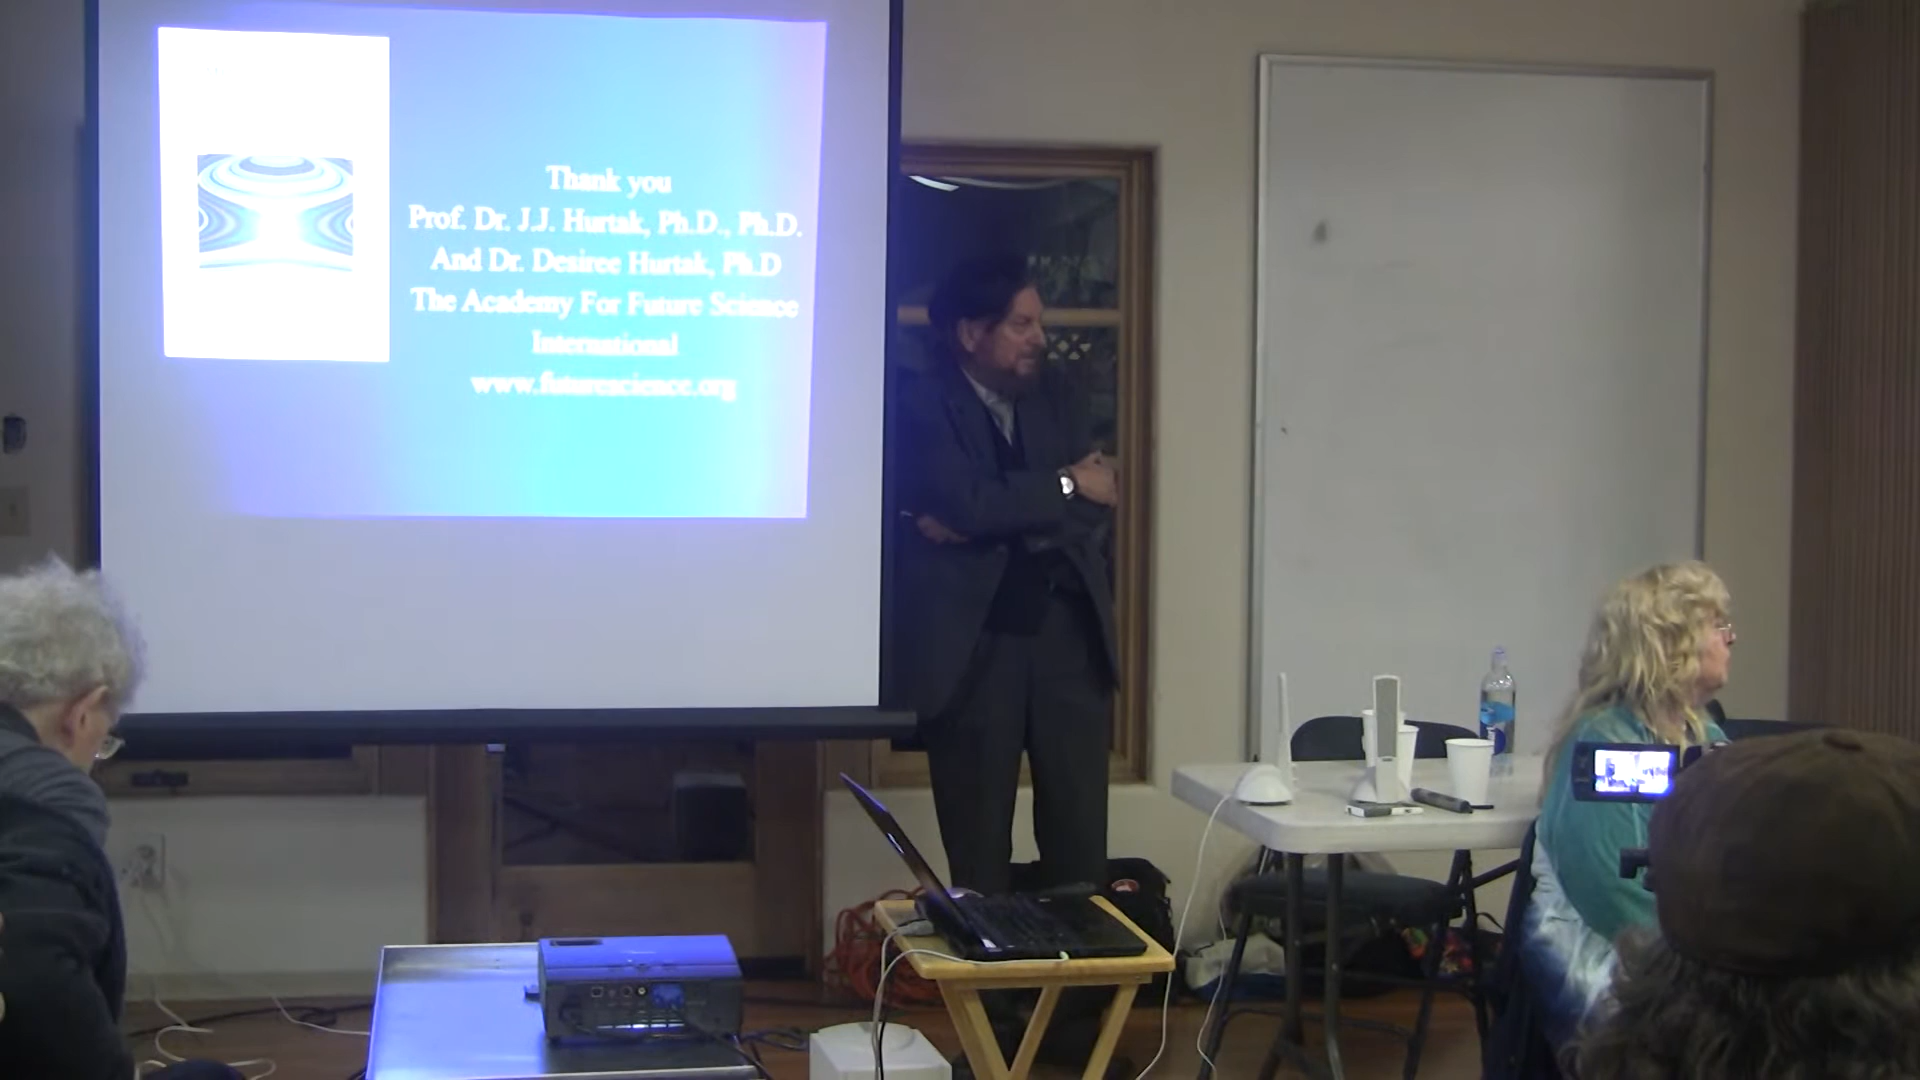 Thank you
Prof. Dr. J.J. Hurtak, Ph.D., Ph.D.
And Dr. Desiree Hurtak, Ph.D
The Academy For Future Science
International
www.futurescience.org